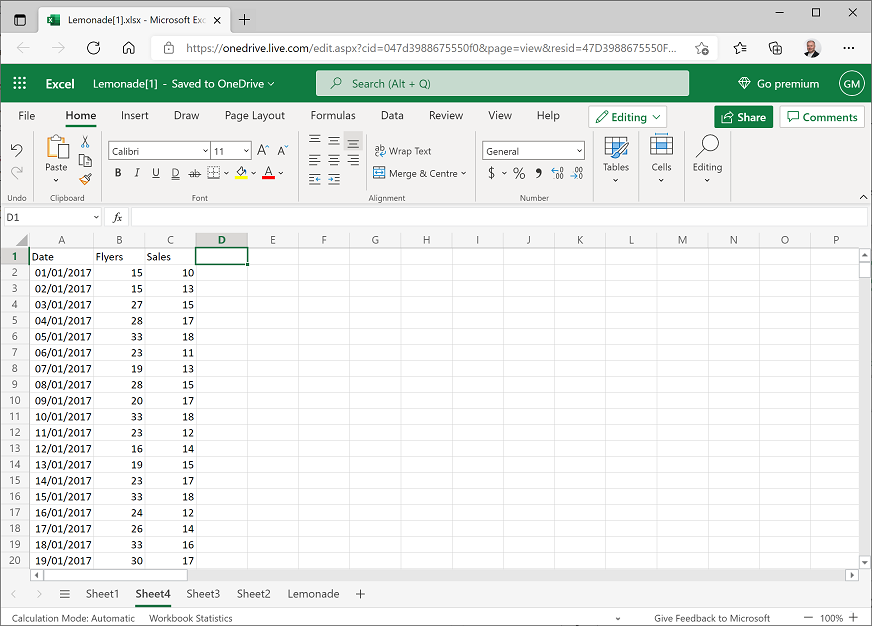 Lemonade[1].xlsx - Microsoft Exc
https://onedrive.live.com/edit.aspx?cid=047d3988675550f0&page=view&resid=47D3988675550F...
Excel Lemonade[1] - Saved to OneDrive Search (Alt + Q) Go premium GM
File Home Insert Draw Page Layout Formulas Data Review View Help Editing Share Comments
Paste Calibri 11 A A ab Wrap Text General Tables Cells Editing
B I U D ab A Merge & Centre $ % 9 .00 .00
Undo Clipboard Font Alignment Number
D1 fx
A B C D E F G H I J K L M N O P
1 Date Flyers Sales
2 01/01/2017 15 10
3 02/01/2017 15 13
4 03/01/2017 27 15
5 04/01/2017 28 17
6 05/01/2017 33 18
7 06/01/2017 23 11
8 07/01/2017 19 13
9 08/01/2017 28 15
10 09/01/2017 20 17
11 10/01/2017 33 18
12 11/01/2017 23 12
13 12/01/2017 16 14
14 13/01/2017 19 15
15 14/01/2017 23 17
16 15/01/2017 33 18
17 16/01/2017 24 12
18 17/01/2017 26 14
19 18/01/2017 33 16
20 19/01/2017 30 17
Sheet1 Sheet4 Sheet3 Sheet2 Lemonade
Calculation Mode: Automatic Workbook Statistics Give Feedback to Microsoft 100%